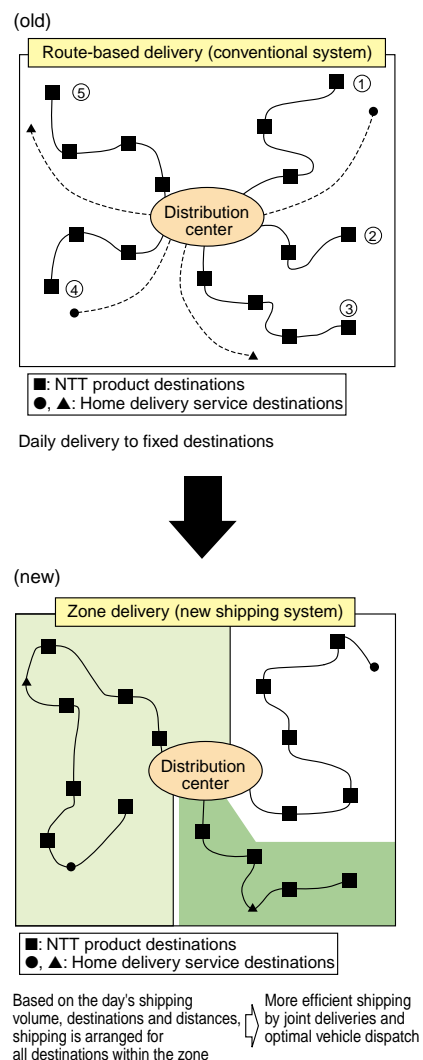 (old)
Route-based delivery (conventional system)
⑤
①
Distribution
center
②
④
③
■: NTT product destinations
●, ▲: Home delivery service destinations
Daily delivery to fixed destinations
(new)
Zone delivery (new shipping system)
Distribution
center
■: NTT product destinations
●, ▲: Home delivery service destinations
Based on the day's shipping
volume, destinations and distances,
shipping is arranged for
all destinations within the zone
More efficient shipping
by joint deliveries and
optimal vehicle dispatch